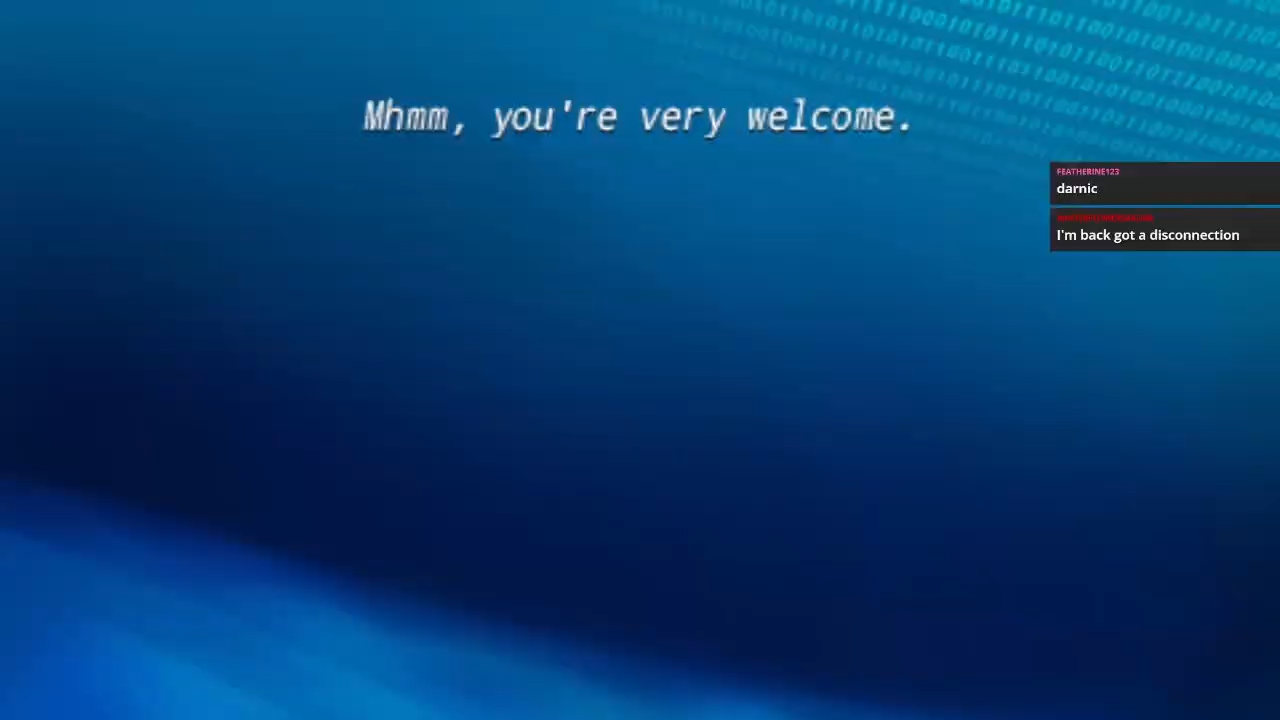 Mhmm, you're very welcome.
FEATHERINE123
darnic
I'm back got a disconnection